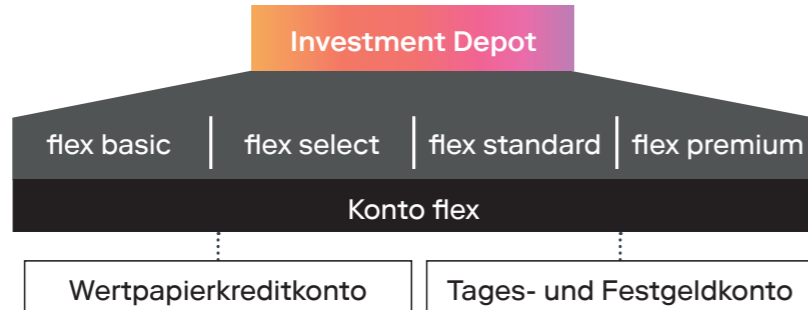 Investment Depot
flex basic
flex select
flex standard
flex premium
Konto flex
Wertpapierkreditkonto
Tages- und Festgeldkonto